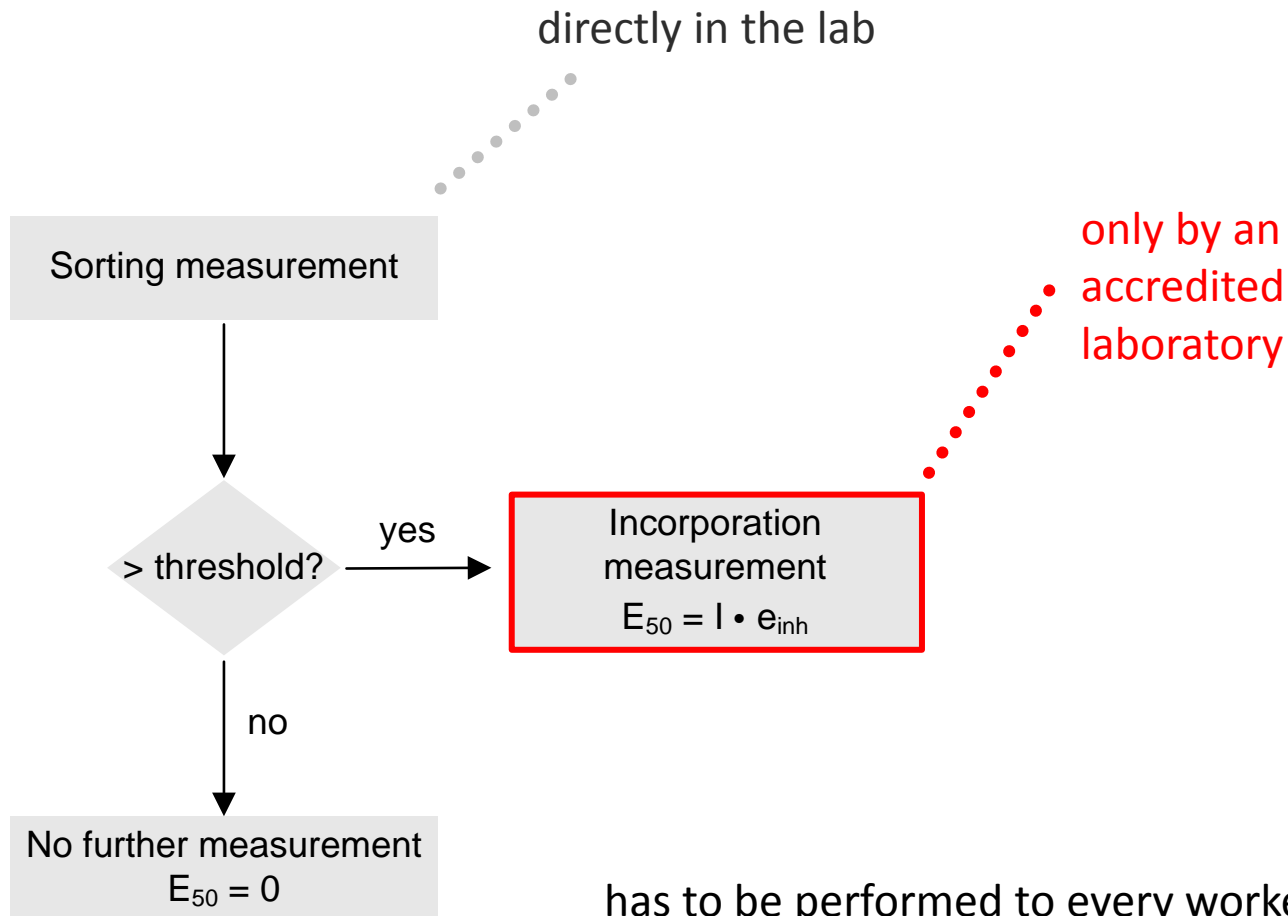 directly in the lab
Sorting measurement
only by an
accredited
laboratory
> threshold?
yes
Incorporation
measurement
E₅₀ = I • eᵢₙₕ
no
No further measurement
E₅₀ = 0
has to be performed to every